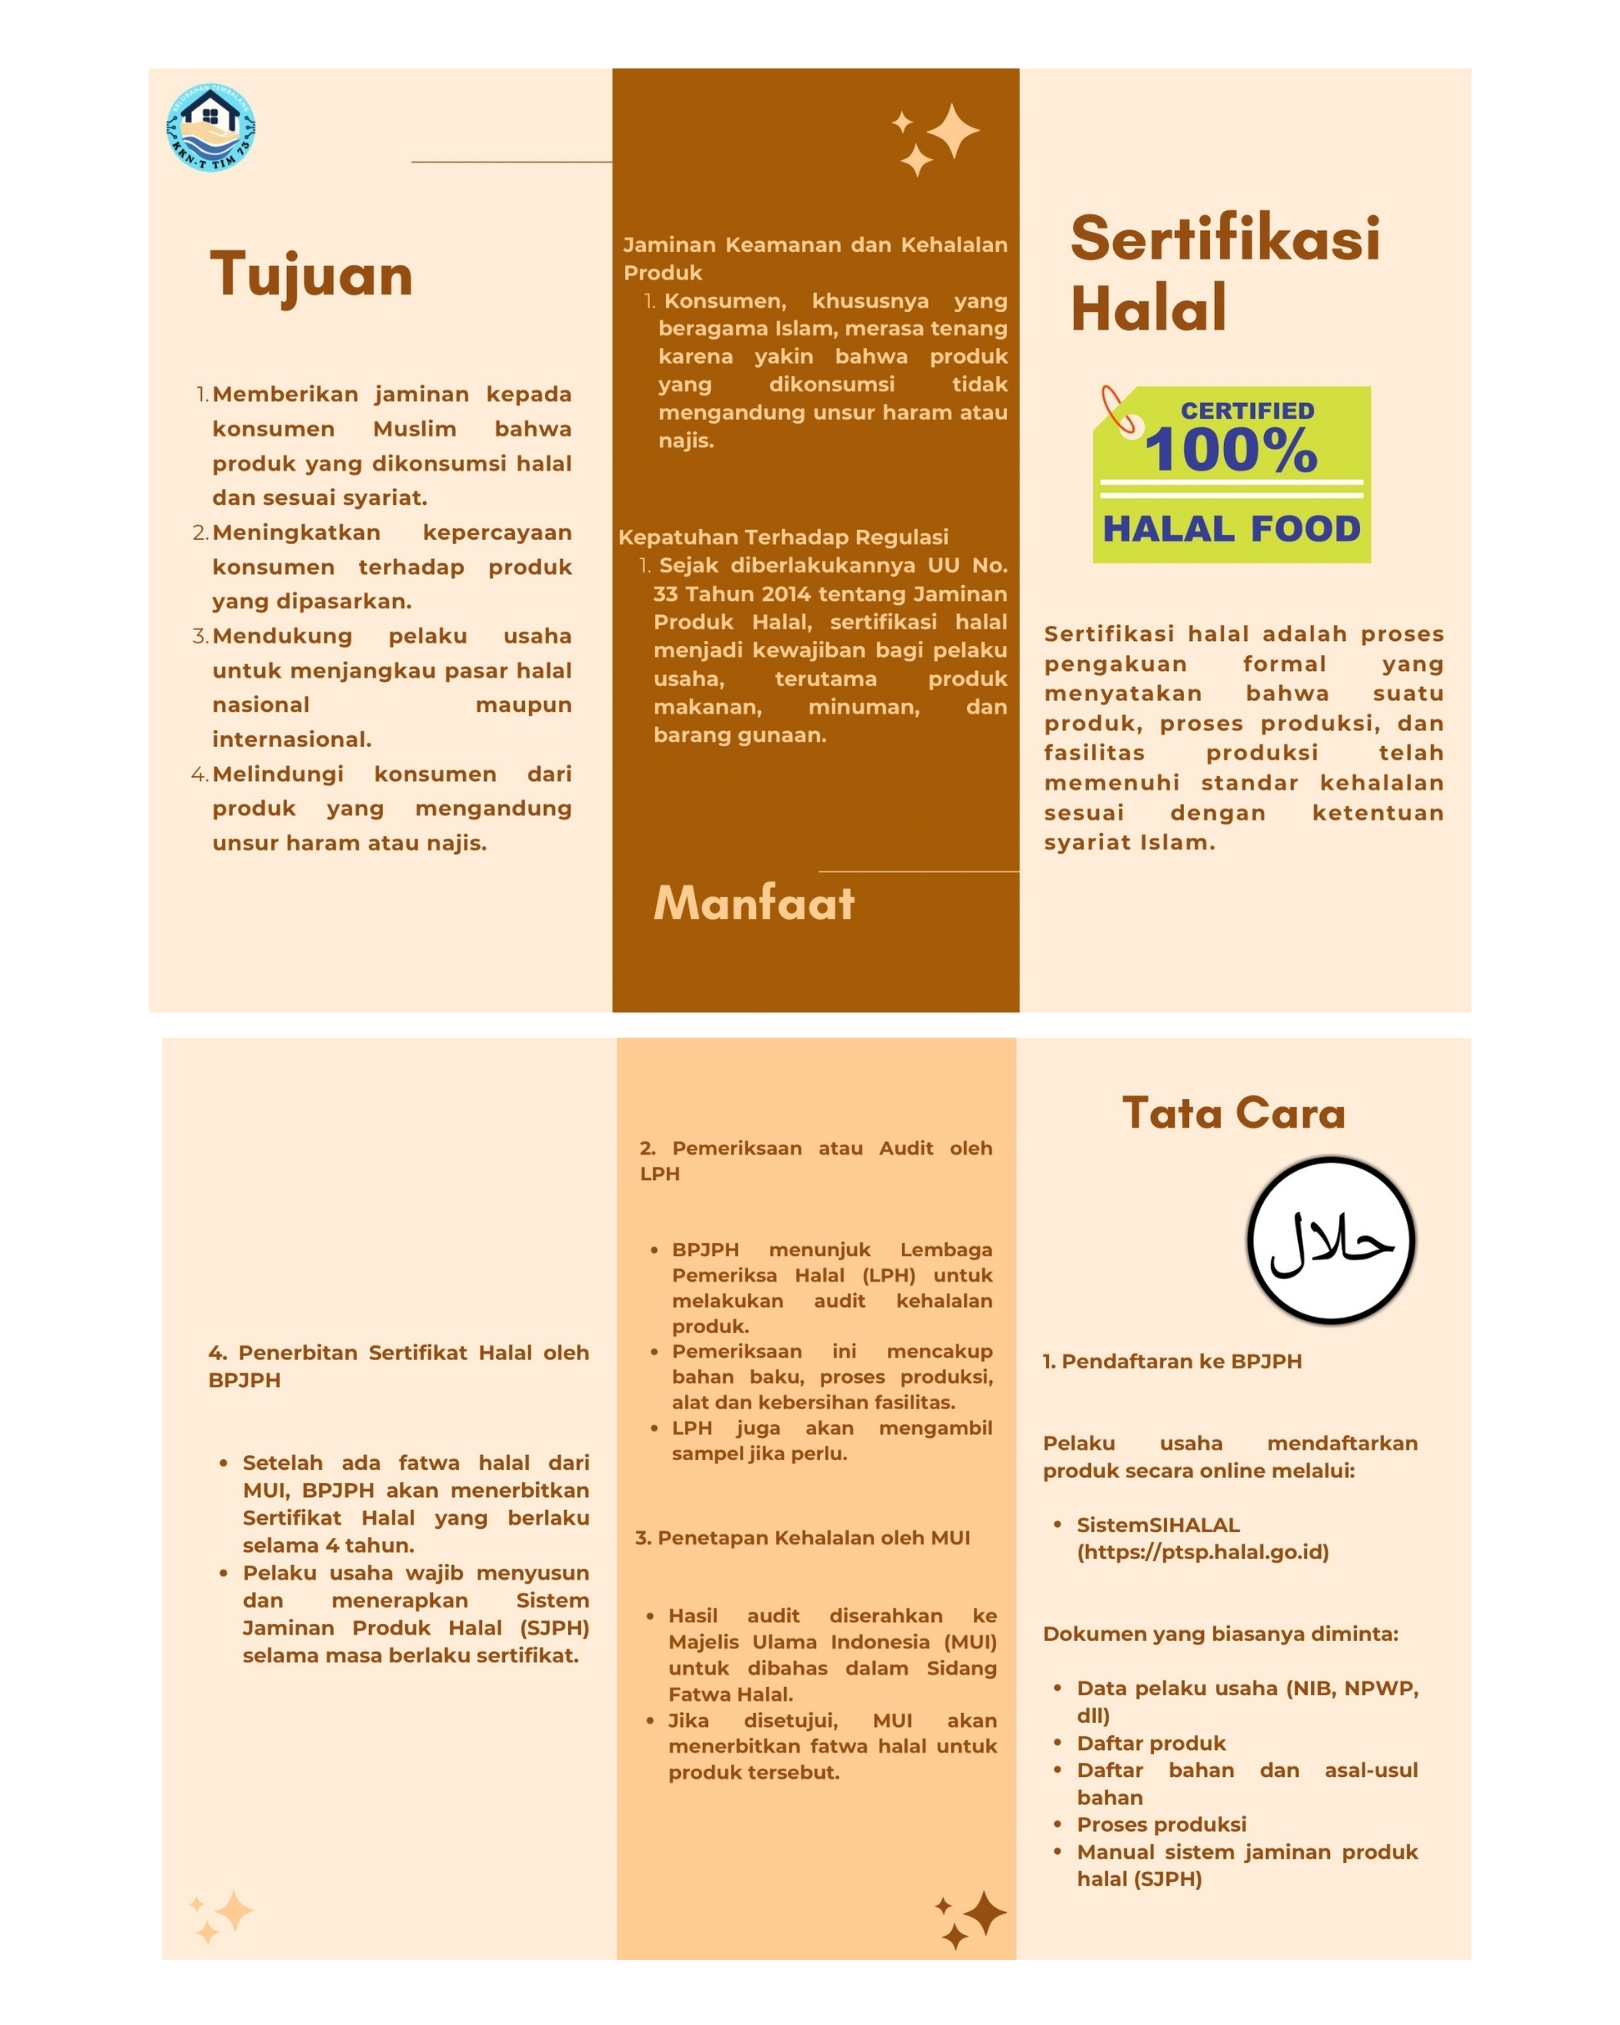 KELURAHAN TEMBALANG
KKN-T TIM 73
Tujuan
1. Memberikan jaminan kepada
konsumen Muslim bahwa
produk yang dikonsumsi halal
dan sesuai syariat.
2. Meningkatkan kepercayaan
konsumen terhadap produk
yang dipasarkan.
3. Mendukung pelaku usaha
untuk menjangkau pasar halal
nasional maupun
internasional.
4. Melindungi konsumen dari
produk yang mengandung
unsur haram atau najis.
Jaminan Keamanan dan Kehalalan
Produk
1. Konsumen, khususnya yang
beragama Islam, merasa tenang
karena yakin bahwa produk
yang dikonsumsi tidak
mengandung unsur haram atau
najis.
Kepatuhan Terhadap Regulasi
1. Sejak diberlakukannya UU No.
33 Tahun 2014 tentang Jaminan
Produk Halal, sertifikasi halal
menjadi kewajiban bagi pelaku
usaha, terutama produk
makanan, minuman, dan
barang gunaan.
Manfaat
Sertifikasi
Halal
CERTIFIED
100%
HALAL FOOD
Sertifikasi halal adalah proses
pengakuan formal yang
menyatakan bahwa suatu
produk, proses produksi, dan
fasilitas produksi telah
memenuhi standar kehalalan
sesuai dengan ketentuan
syariat Islam.
4. Penerbitan Sertifikat Halal oleh
BPJPH
• Setelah ada fatwa halal dari
MUI, BPJPH akan menerbitkan
Sertifikat Halal yang berlaku
selama 4 tahun.
• Pelaku usaha wajib menyusun
dan menerapkan Sistem
Jaminan Produk Halal (SJPH)
selama masa berlaku sertifikat.
2. Pemeriksaan atau Audit oleh
LPH
• BPJPH menunjuk Lembaga
Pemeriksa Halal (LPH) untuk
melakukan audit kehalalan
produk.
• Pemeriksaan ini mencakup
bahan baku, proses produksi,
alat dan kebersihan fasilitas.
• LPH juga akan mengambil
sampel jika perlu.
3. Penetapan Kehalalan oleh MUI
• Hasil audit diserahkan ke
Majelis Ulama Indonesia (MUI)
untuk dibahas dalam Sidang
Fatwa Halal.
• Jika disetujui, MUI akan
menerbitkan fatwa halal untuk
produk tersebut.
Tata Cara
حلال
1. Pendaftaran ke BPJPH
Pelaku usaha mendaftarkan
produk secara online melalui:
• SistemSIHALAL
(https://ptsp.halal.go.id)
Dokumen yang biasanya diminta:
• Data pelaku usaha (NIB, NPWP,
dll)
• Daftar produk
• Daftar bahan dan asal-usul
bahan
• Proses produksi
• Manual sistem jaminan produk
halal (SJPH)